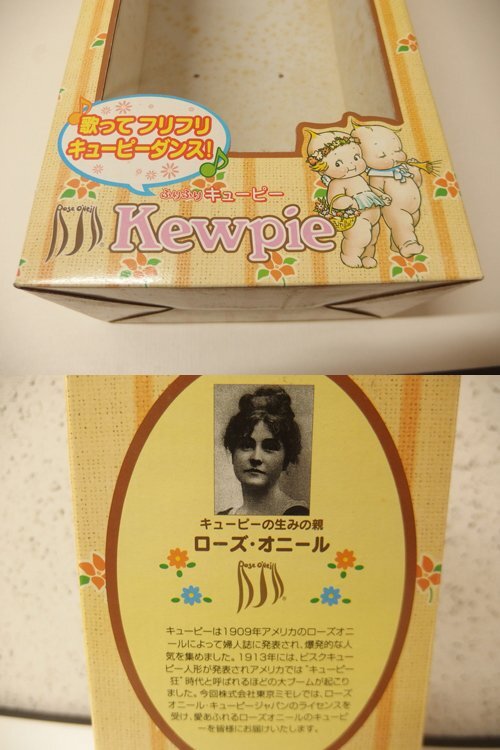 歌ってフリフリ
キューピーダンス!
ふりふりキューピー
Rose O'Neill
Kewpie
キューピーの生みの親
ローズ・オニール
Rose O'Neill
キューピーは1909年アメリカのローズオニ
ールによって婦人誌に発表され、爆発的な人
気を集めました。1913年には、ビスクキュー
ピー人形が発表されアメリカでは"キューピー
狂"時代と呼ばれるほどの大ブームが起こり
ました。今回株式会社東京ミモレでは、ローズ
オニール・キューピージャパンのライセンスを
受け、愛あふれるローズオニールのキューピ
ーを皆様にお届けいたします。